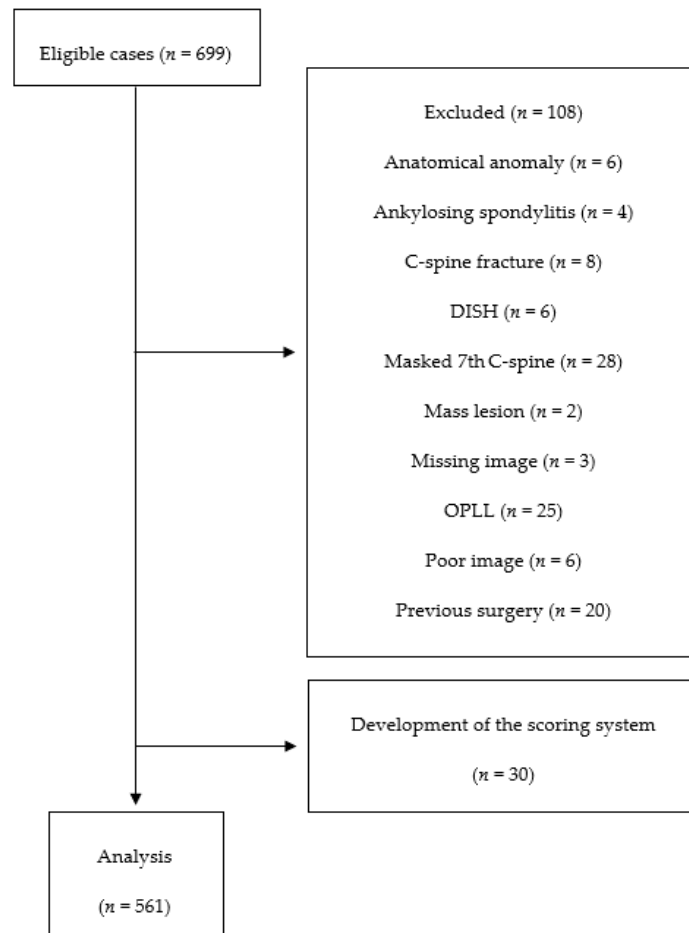 Eligible cases (n = 699)
Excluded (n = 108)
Anatomical anomaly (n = 6)
Ankylosing spondylitis (n = 4)
C-spine fracture (n = 8)
DISH (n = 6)
Masked 7th C-spine (n = 28)
Mass lesion (n = 2)
Missing image (n = 3)
OPLL (n = 25)
Poor image (n = 6)
Previous surgery (n = 20)
Development of the scoring system
(n = 30)
Analysis
(n = 561)